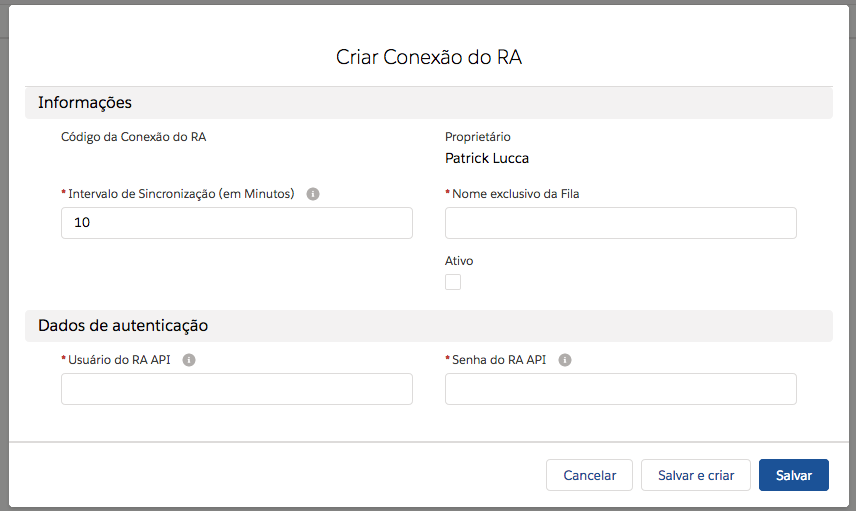 Criar Conexão do RA
Informações
Código da Conexão do RA
Proprietário
Patrick Lucca
* Intervalo de Sincronização (em Minutos)
* Nome exclusivo da Fila
10
Ativo
Dados de autenticação
* Usuário do RA API
* Senha do RA API
Cancelar
Salvar e criar
Salvar